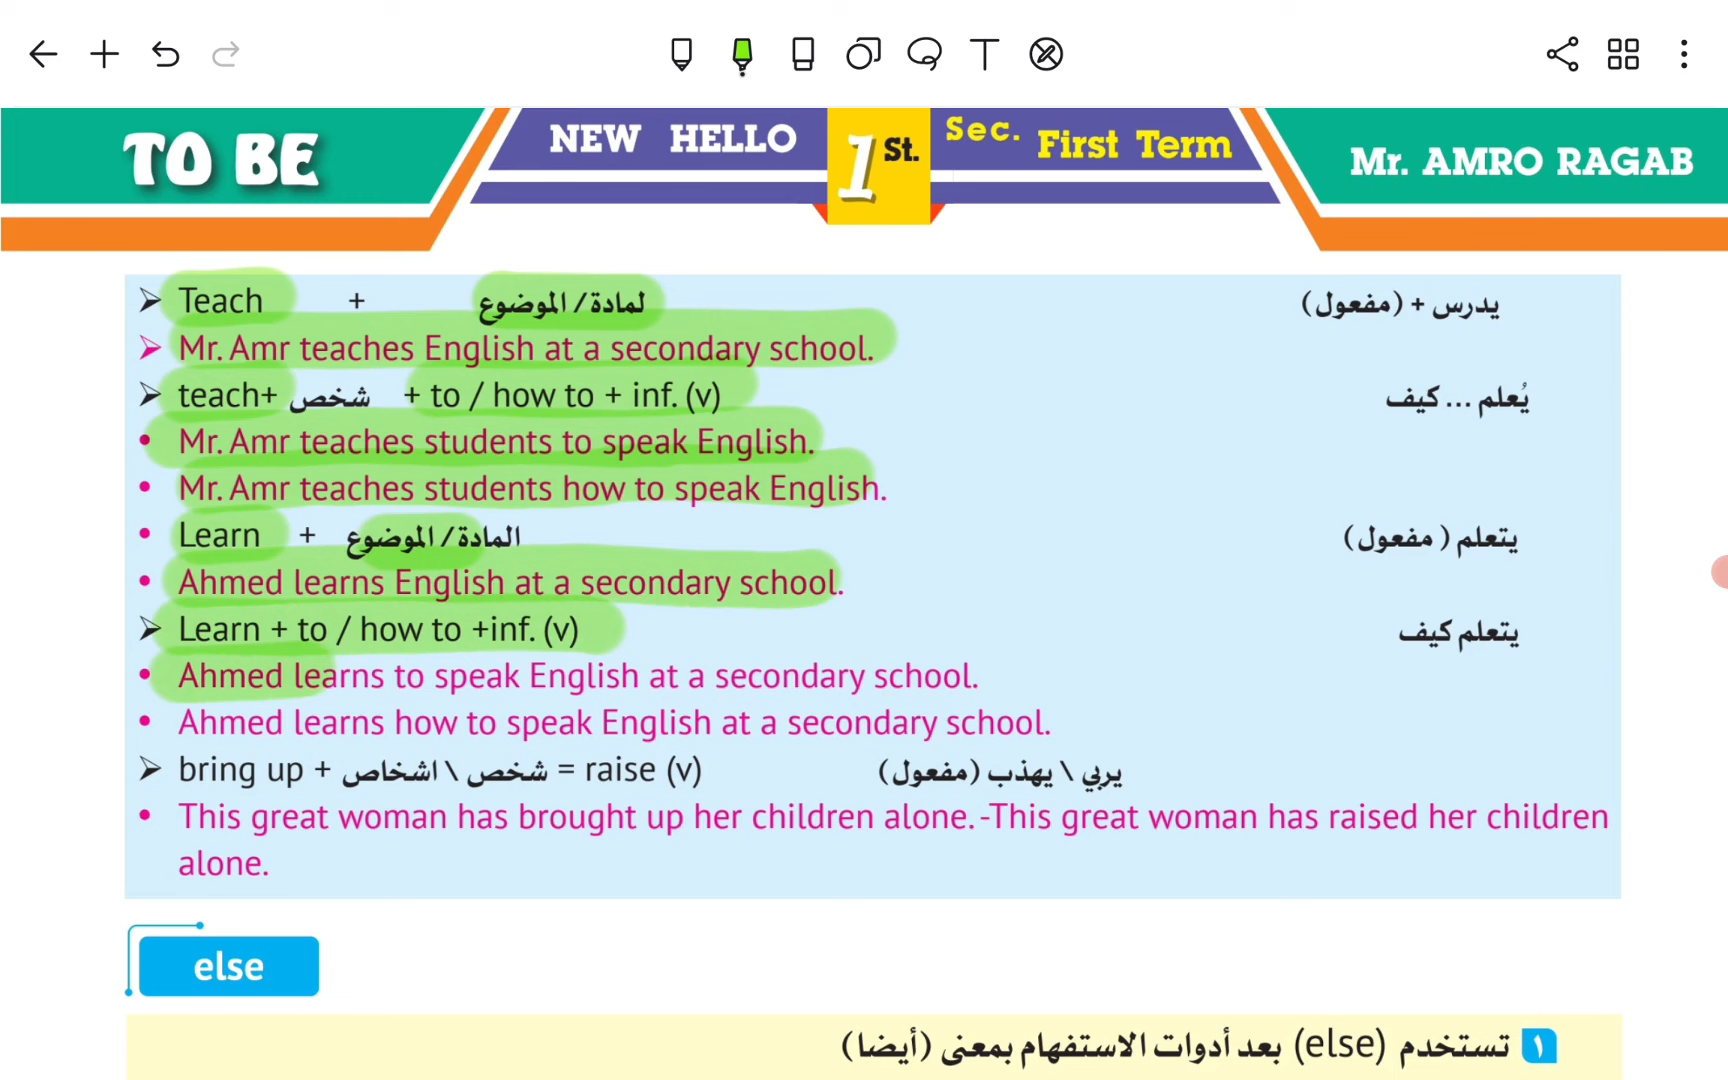 TO BE NEW HELLO 1 St. Sec. First Term Mr. AMRO RAGAB
➢ Teach + لمادة / الموضوع يدرس + (مفعول)
➢ Mr. Amr teaches English at a secondary school.
➢ teach+ شخص + to / how to + inf. (v) يُعلم ... كيف
• Mr. Amr teaches students to speak English.
• Mr. Amr teaches students how to speak English.
• Learn + المادة / الموضوع يتعلم ( مفعول)
• Ahmed learns English at a secondary school.
➢ Learn + to / how to +inf. (v) يتعلم كيف
• Ahmed learns to speak English at a secondary school.
• Ahmed learns how to speak English at a secondary school.
➢ bring up + شخص \ اشخاص = raise (v) يربي \ يهذب (مفعول)
• This great woman has brought up her children alone. -This great woman has raised her children
alone.
else
١ تستخدم (else) بعد أدوات الاستفهام بمعنى (أيضا)